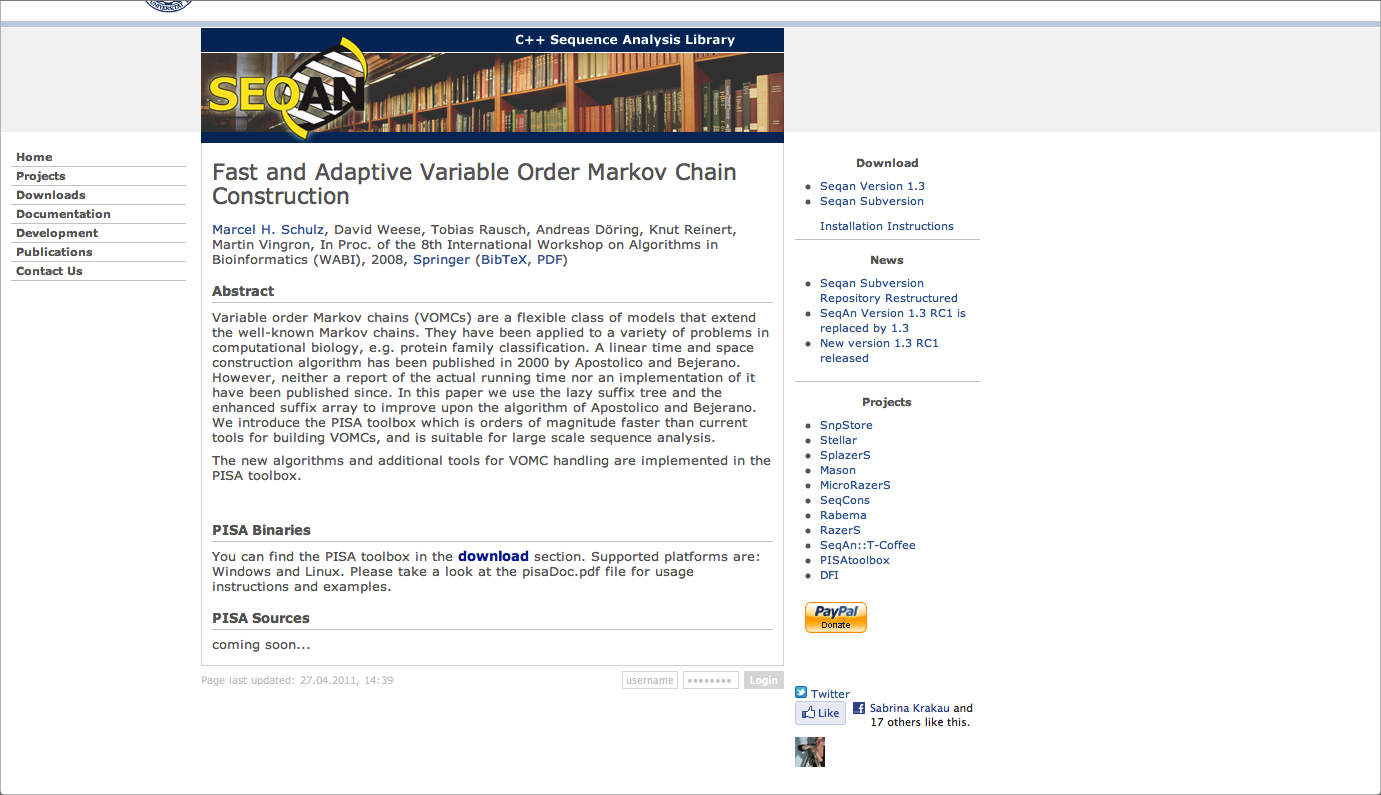 UNIVERSITÄT
C++ Sequence Analysis Library
SEQAN
Home
Projects
Downloads
Documentation
Development
Publications
Contact Us
Fast and Adaptive Variable Order Markov Chain
Construction
Marcel H. Schulz, David Weese, Tobias Rausch, Andreas Döring, Knut Reinert,
Martin Vingron, In Proc. of the 8th International Workshop on Algorithms in
Bioinformatics (WABI), 2008, Springer (BibTeX, PDF)
Abstract
Variable order Markov chains (VOMCs) are a flexible class of models that extend
the well-known Markov chains. They have been applied to a variety of problems in
computational biology, e.g. protein family classification. A linear time and space
construction algorithm has been published in 2000 by Apostolico and Bejerano.
However, neither a report of the actual running time nor an implementation of it
have been published since. In this paper we use the lazy suffix tree and the
enhanced suffix array to improve upon the algorithm of Apostolico and Bejerano.
We introduce the PISA toolbox which is orders of magnitude faster than current
tools for building VOMCs, and is suitable for large scale sequence analysis.
The new algorithms and additional tools for VOMC handling are implemented in the
PISA toolbox.
PISA Binaries
You can find the PISA toolbox in the download section. Supported platforms are:
Windows and Linux. Please take a look at the pisaDoc.pdf file for usage
instructions and examples.
PISA Sources
coming soon...
Page last updated: 27.04.2011, 14:39
username
••••••••
Login
Download
Seqan Version 1.3
Seqan Subversion
Installation Instructions
News
Seqan Subversion
Repository Restructured
SeqAn Version 1.3 RC1 is
replaced by 1.3
New version 1.3 RC1
released
Projects
SnpStore
Stellar
SplazerS
Mason
MicroRazerS
SeqCons
Rabema
RazerS
SeqAn::T-Coffee
PISAtoolbox
DFI
PayPal
Donate
Twitter
Like
Sabrina Krakau and
17 others like this.